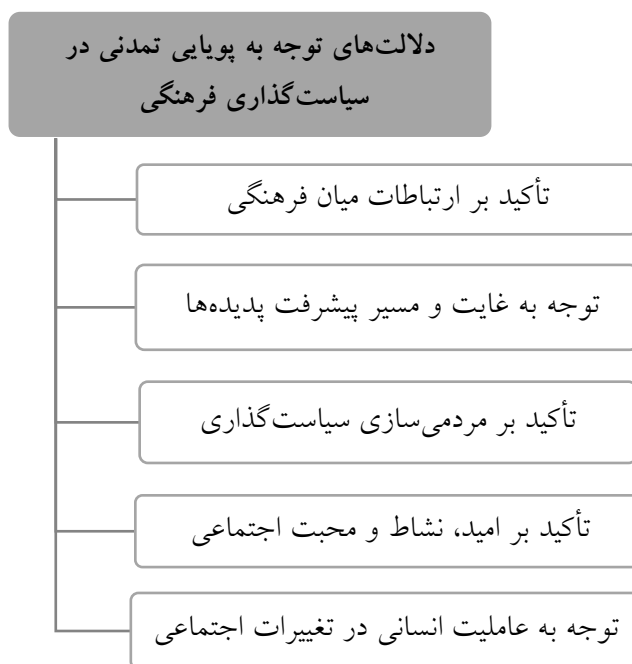 دلالت‌های توجه به پویایی تمدنی در
سیاست‌گذاری فرهنگی
تأکید بر ارتباطات میان فرهنگی
توجه به غایت و مسیر پیشرفت پدیده‌ها
تأکید بر مردمی‌سازی سیاست‌گذاری
تأکید بر امید، نشاط و محبت اجتماعی
توجه به عاملیت انسانی در تغییرات اجتماعی